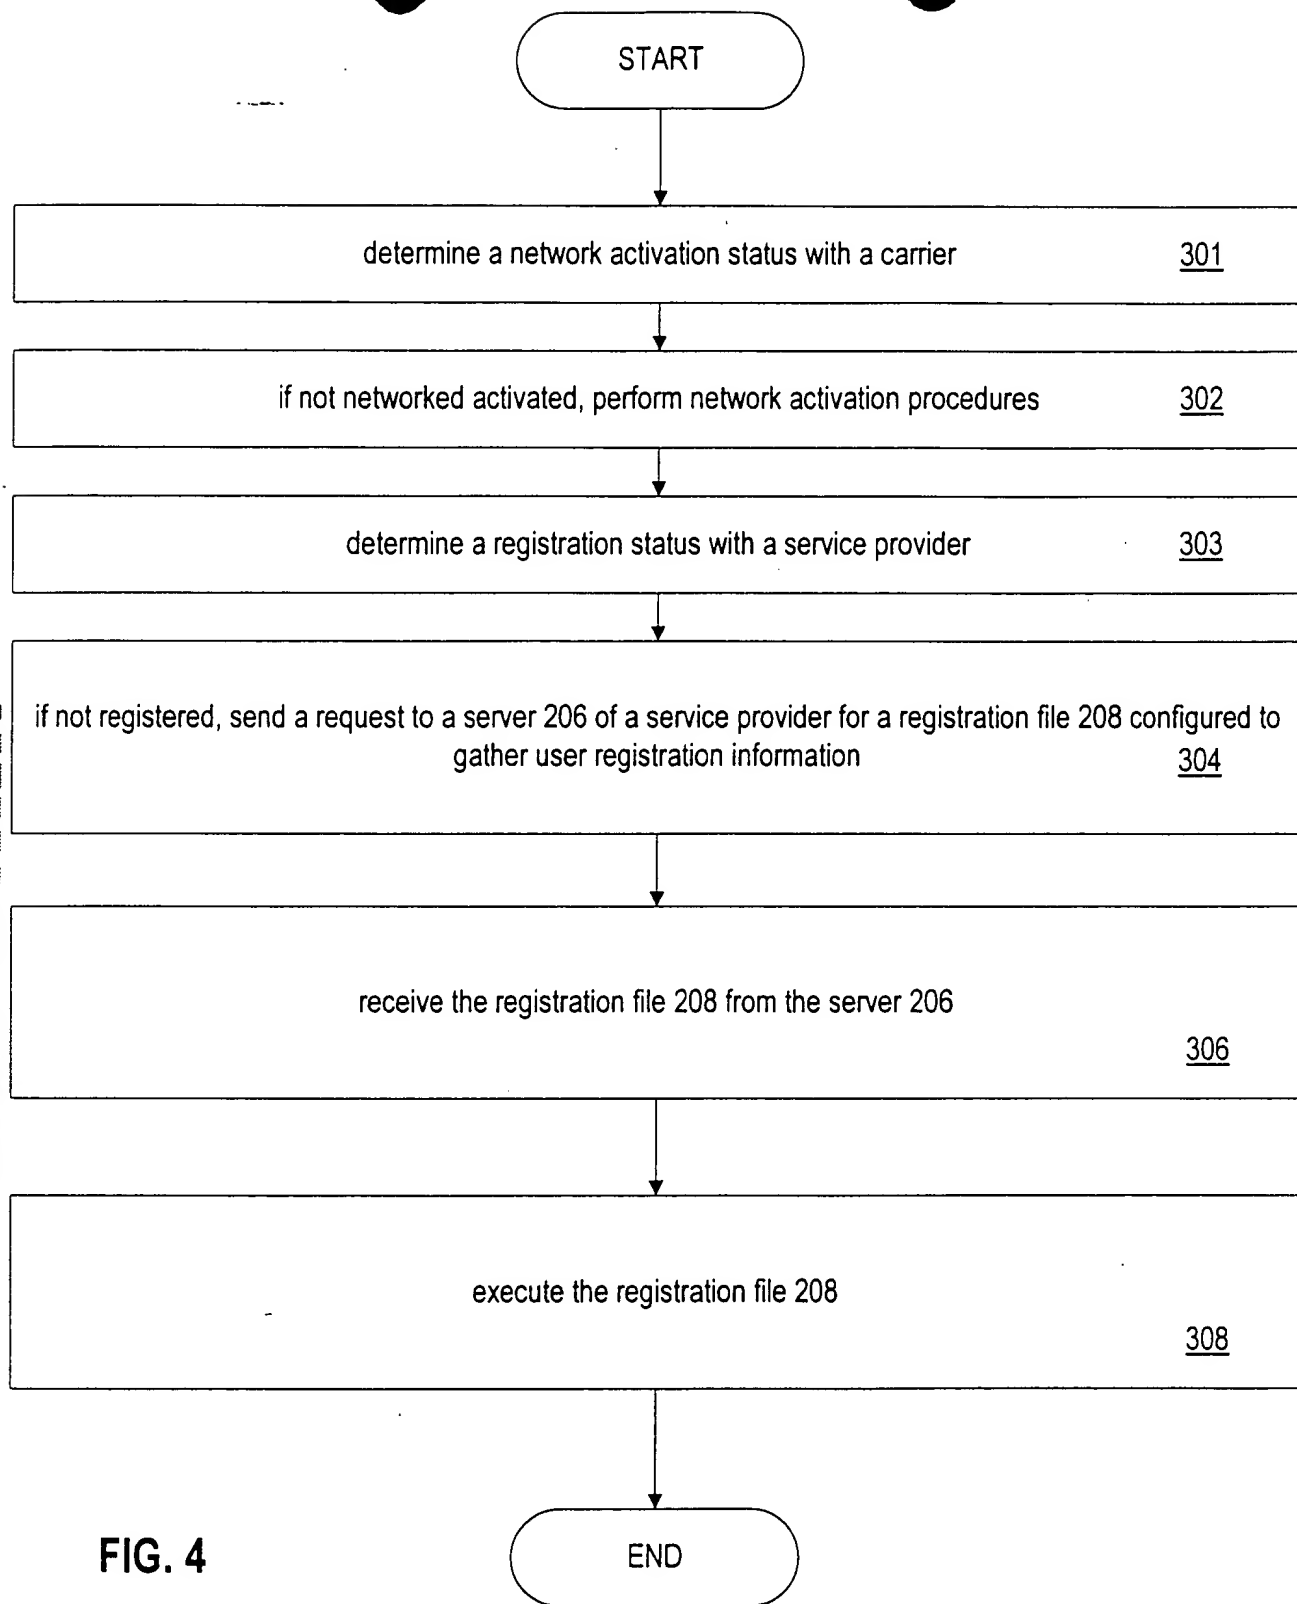 START
determine a network activation status with a carrier 301
if not networked activated, perform network activation procedures 302
determine a registration status with a service provider 303
if not registered, send a request to a server 206 of a service provider for a registration file 208 configured to
gather user registration information 304
receive the registration file 208 from the server 206
306
execute the registration file 208
308
FIG. 4
END